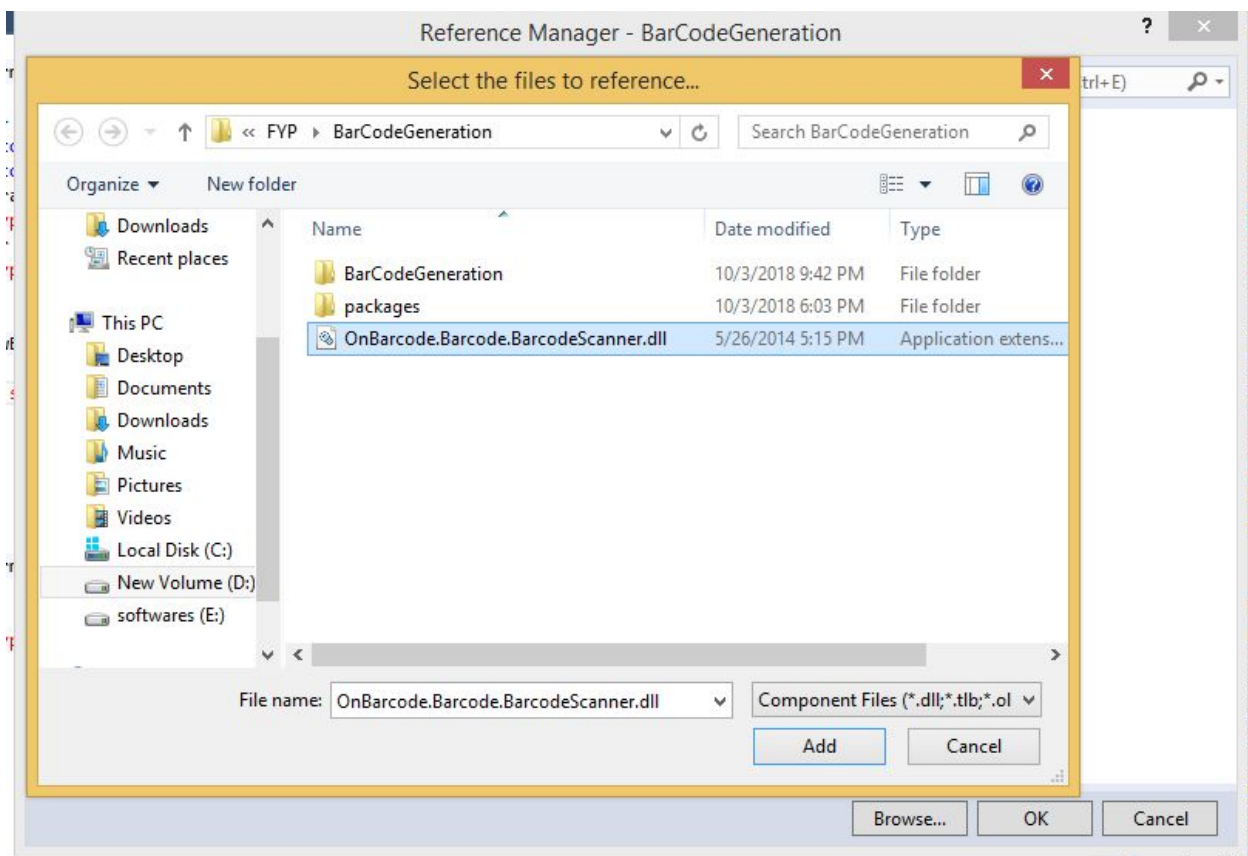 Reference Manager - BarCodeGeneration ?
Select the files to reference...
trl+E)
« FYP BarCodeGeneration Search BarCodeGeneration
Organize New folder
Downloads
Recent places
This PC
Desktop
Documents
Downloads
Music
Pictures
Videos
Local Disk (C:)
New Volume (D:)
softwares (E:)
Name Date modified Type
BarCodeGeneration 10/3/2018 9:42 PM File folder
packages 10/3/2018 6:03 PM File folder
OnBarcode.Barcode.BarcodeScanner.dll 5/26/2014 5:15 PM Application extens...
File name: OnBarcode.Barcode.BarcodeScanner.dll Component Files (*.dll;*.tlb;*.ol
Add Cancel
Browse... OK Cancel